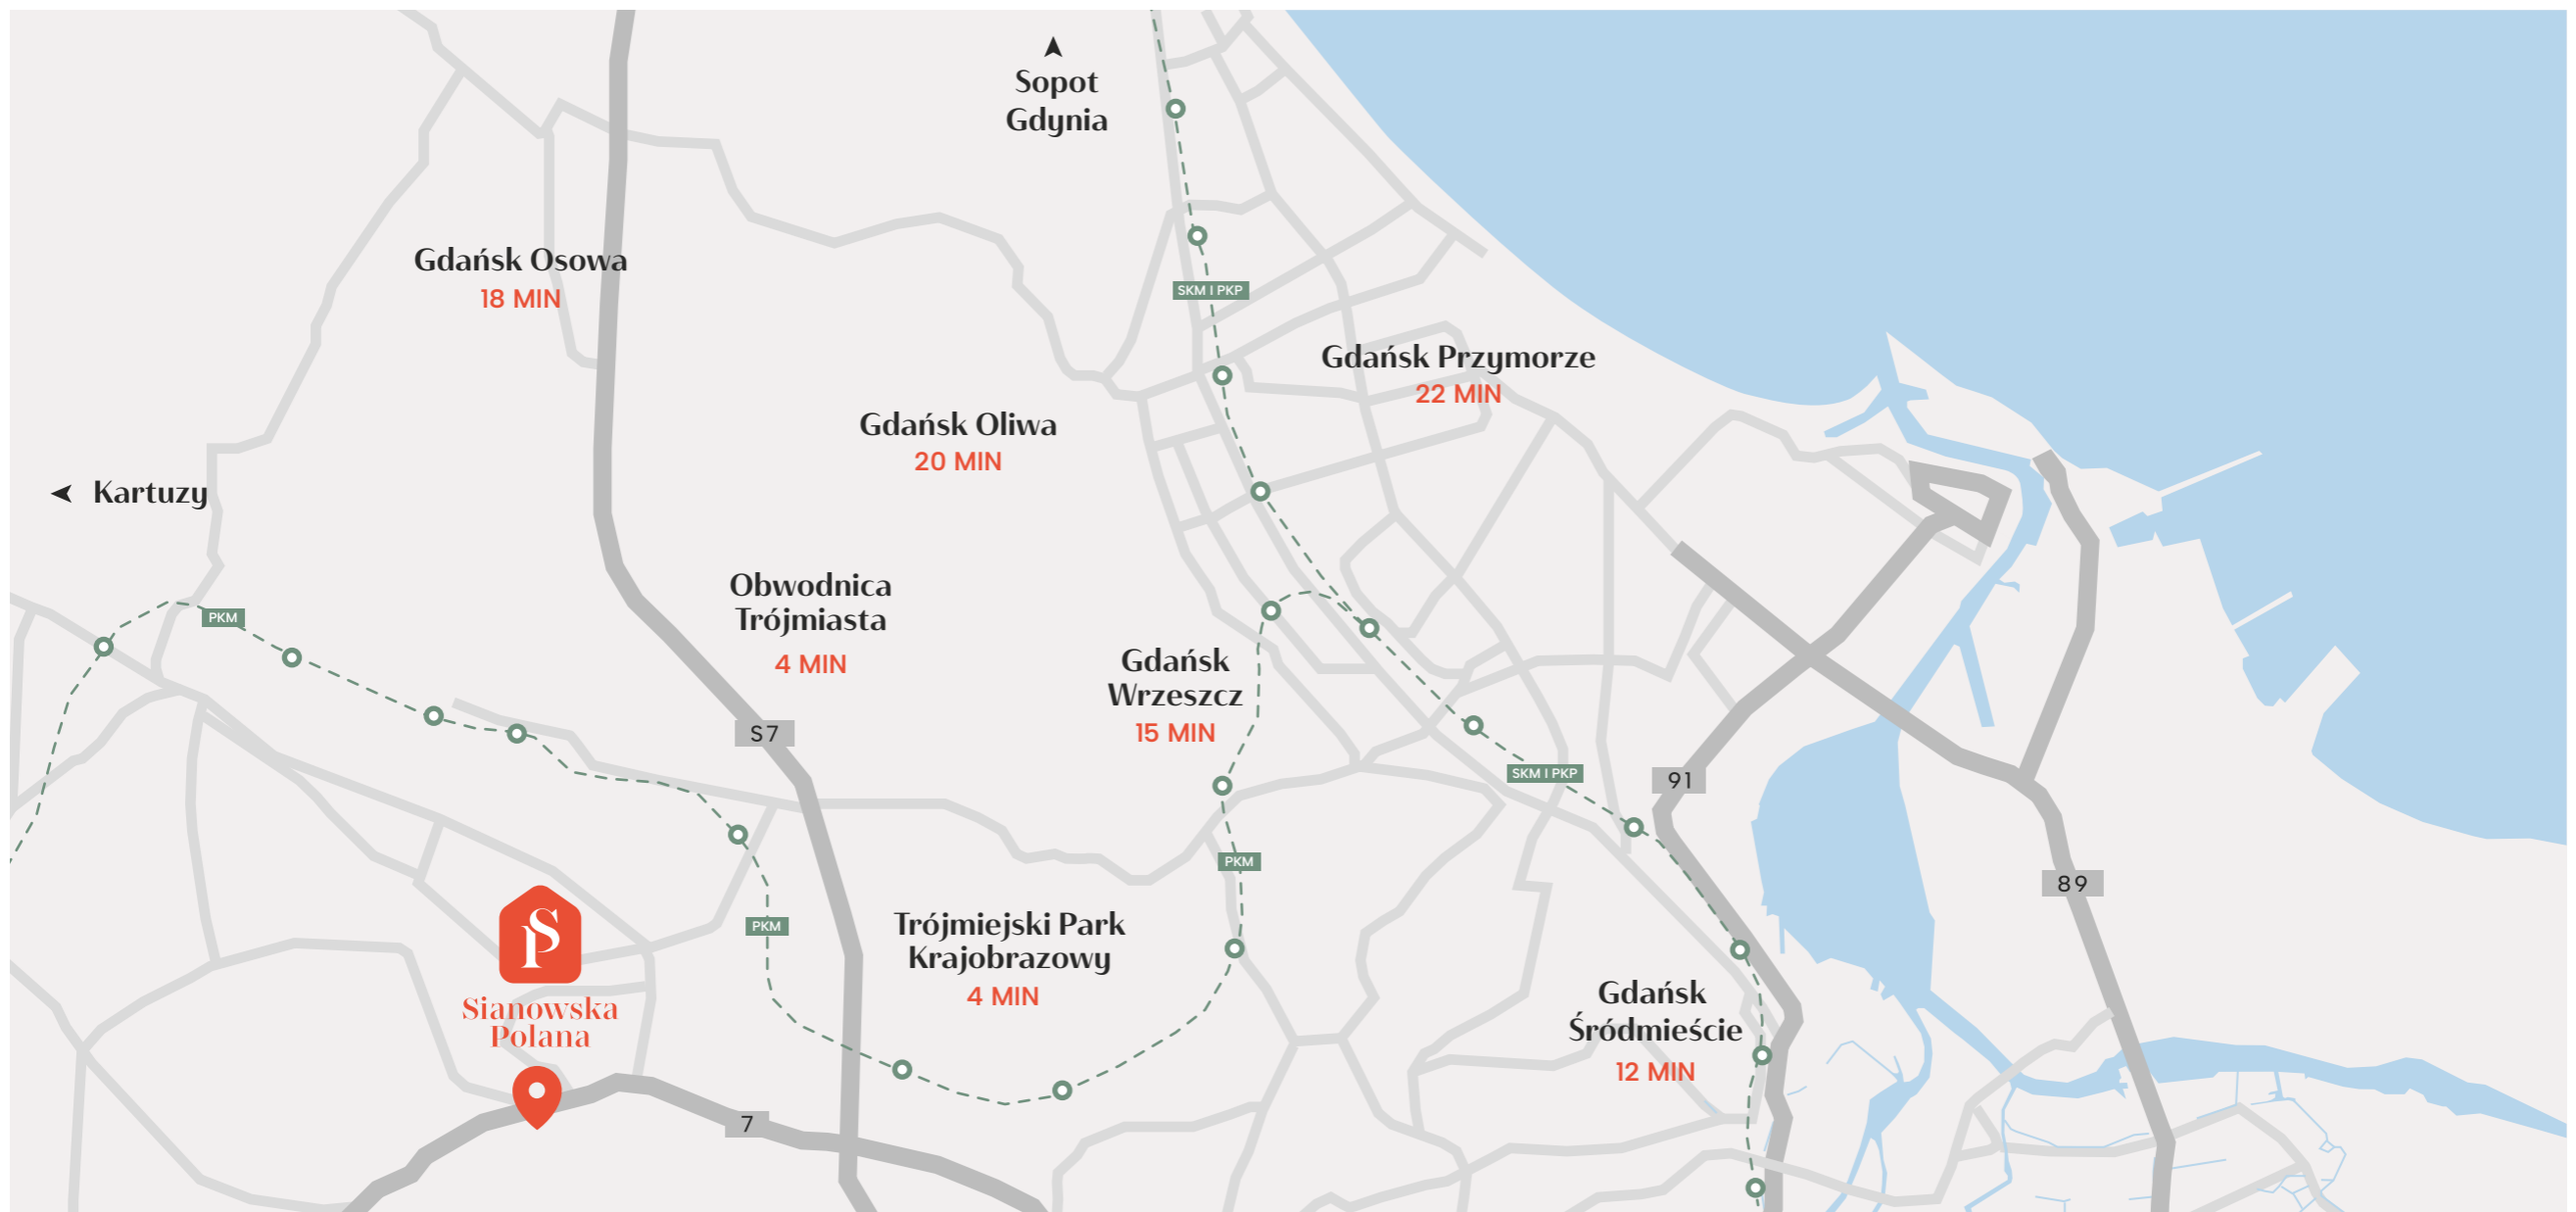 Sopot
Gdynia
Gdańsk Osowa
18 MIN
SKM I PKP
Gdańsk Przymorze
22 MIN
Gdańsk Oliwa
20 MIN
Kartuzy
Obwodnica
Trójmiasta
4 MIN
PKM
Gdańsk
Wrzeszcz
15 MIN
S7
SKM I PKP
91
PKM
89
PKM
Trójmiejski Park
Krajobrazowy
4 MIN
PS
Sianowska
Polana
Gdańsk
Śródmieście
12 MIN
7